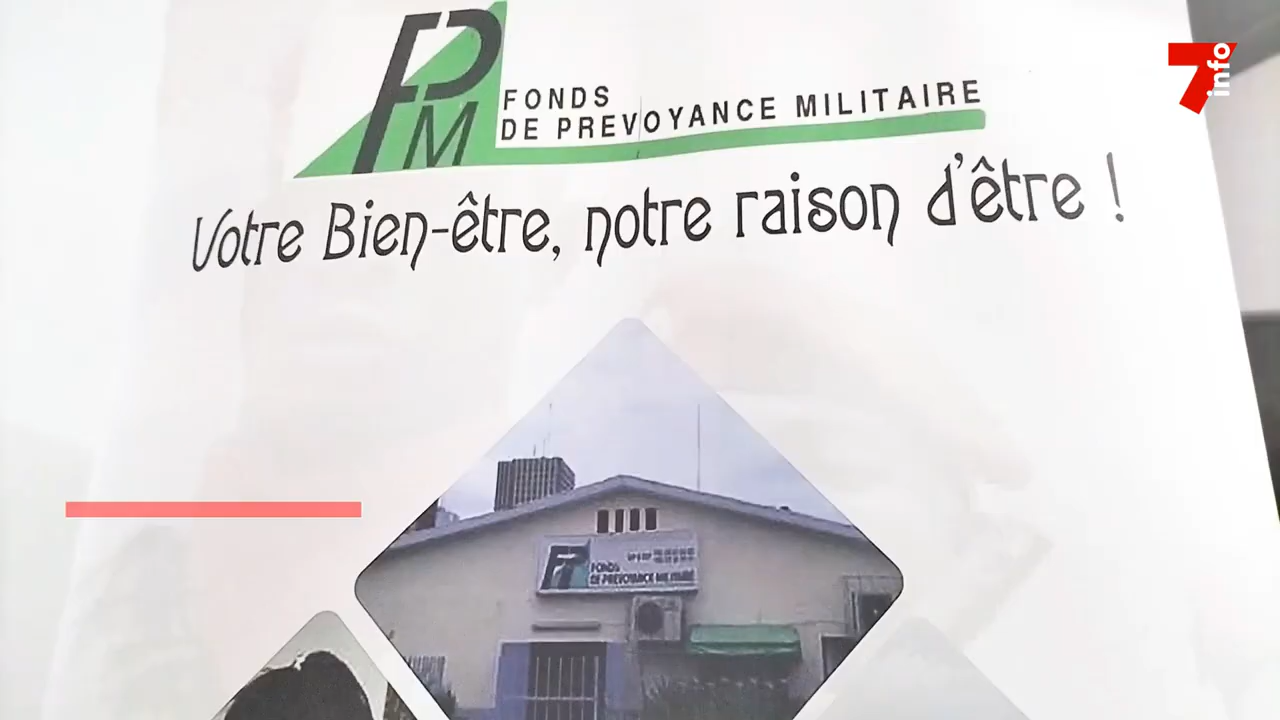 FPM
FONDS
DE PREVOYANCE MILITAIRE
7info
Votre Bien-être, notre raison d'être !
FONDS
DE PREVOYANCE MILITAIRE